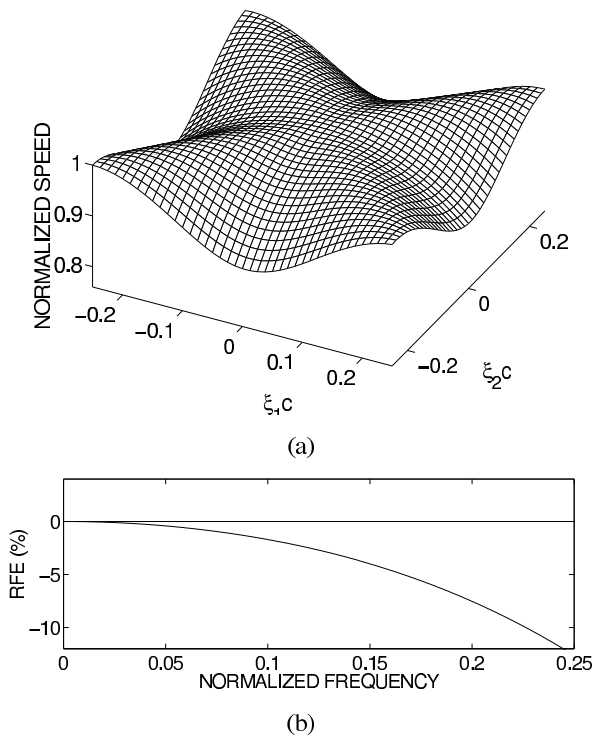 NORMALIZED SPEED
1
0.9
0.8
−0.2
−0.1
0
0.1
0.2
ξ₁c
−0.2
0
0.2
ξ₂c
(a)
RFE (%)
0
−5
−10
0
0.05
0.1
0.15
0.2
0.25
NORMALIZED FREQUENCY
(b)